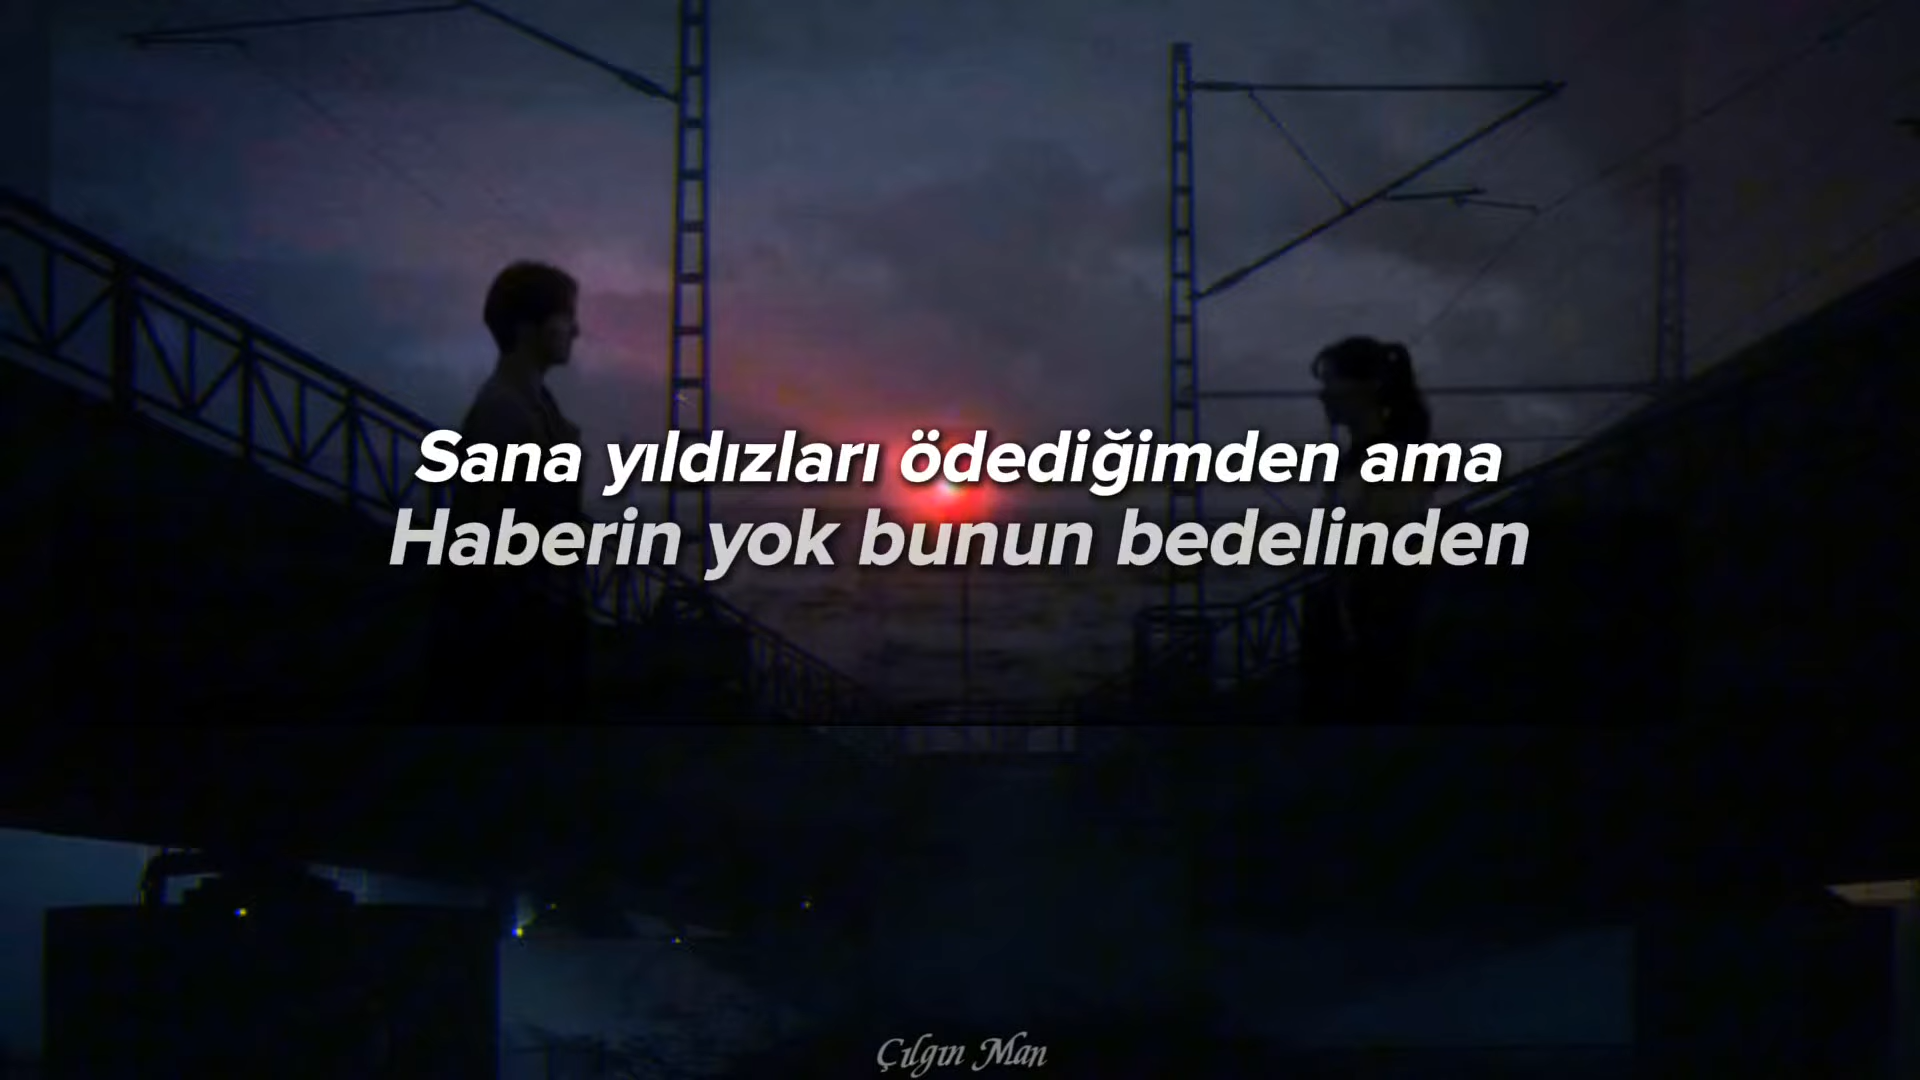 Sana yıldızları ödediğimden ama
Haberin yok bunun bedelinden
Çılgın Man